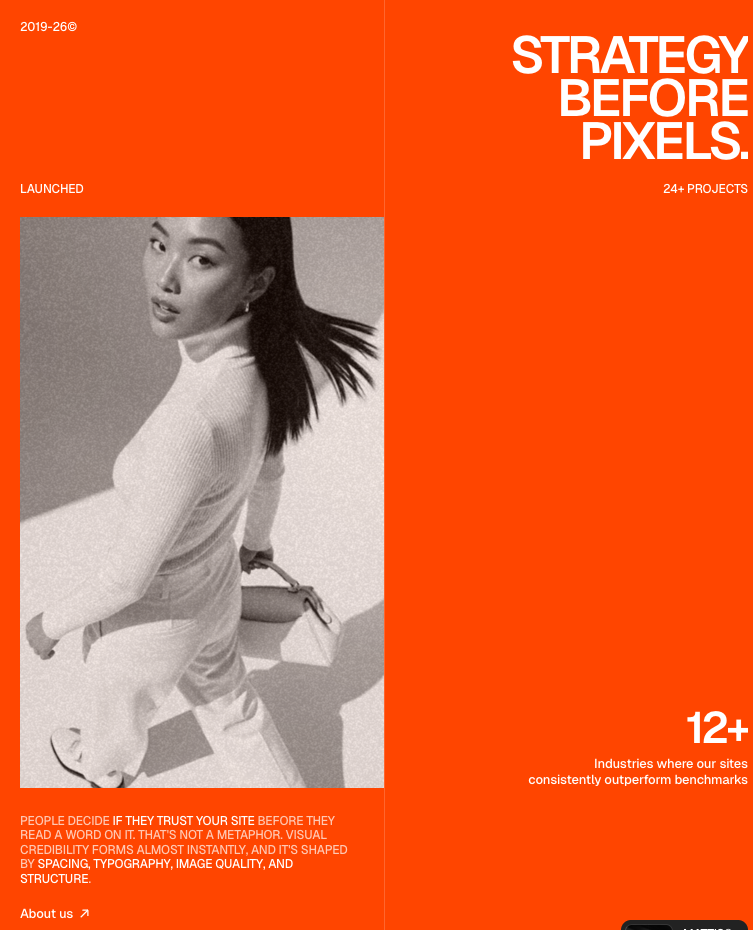 2019-26©
STRATEGY
BEFORE
PIXELS.
LAUNCHED
24+ PROJECTS
12+
Industries where our sites
consistently outperform benchmarks
PEOPLE DECIDE IF THEY TRUST YOUR SITE BEFORE THEY
READ A WORD ON IT. THAT'S NOT A METAPHOR. VISUAL
CREDIBILITY FORMS ALMOST INSTANTLY, AND IT'S SHAPED
BY SPACING, TYPOGRAPHY, IMAGE QUALITY, AND
STRUCTURE.
About us ↗